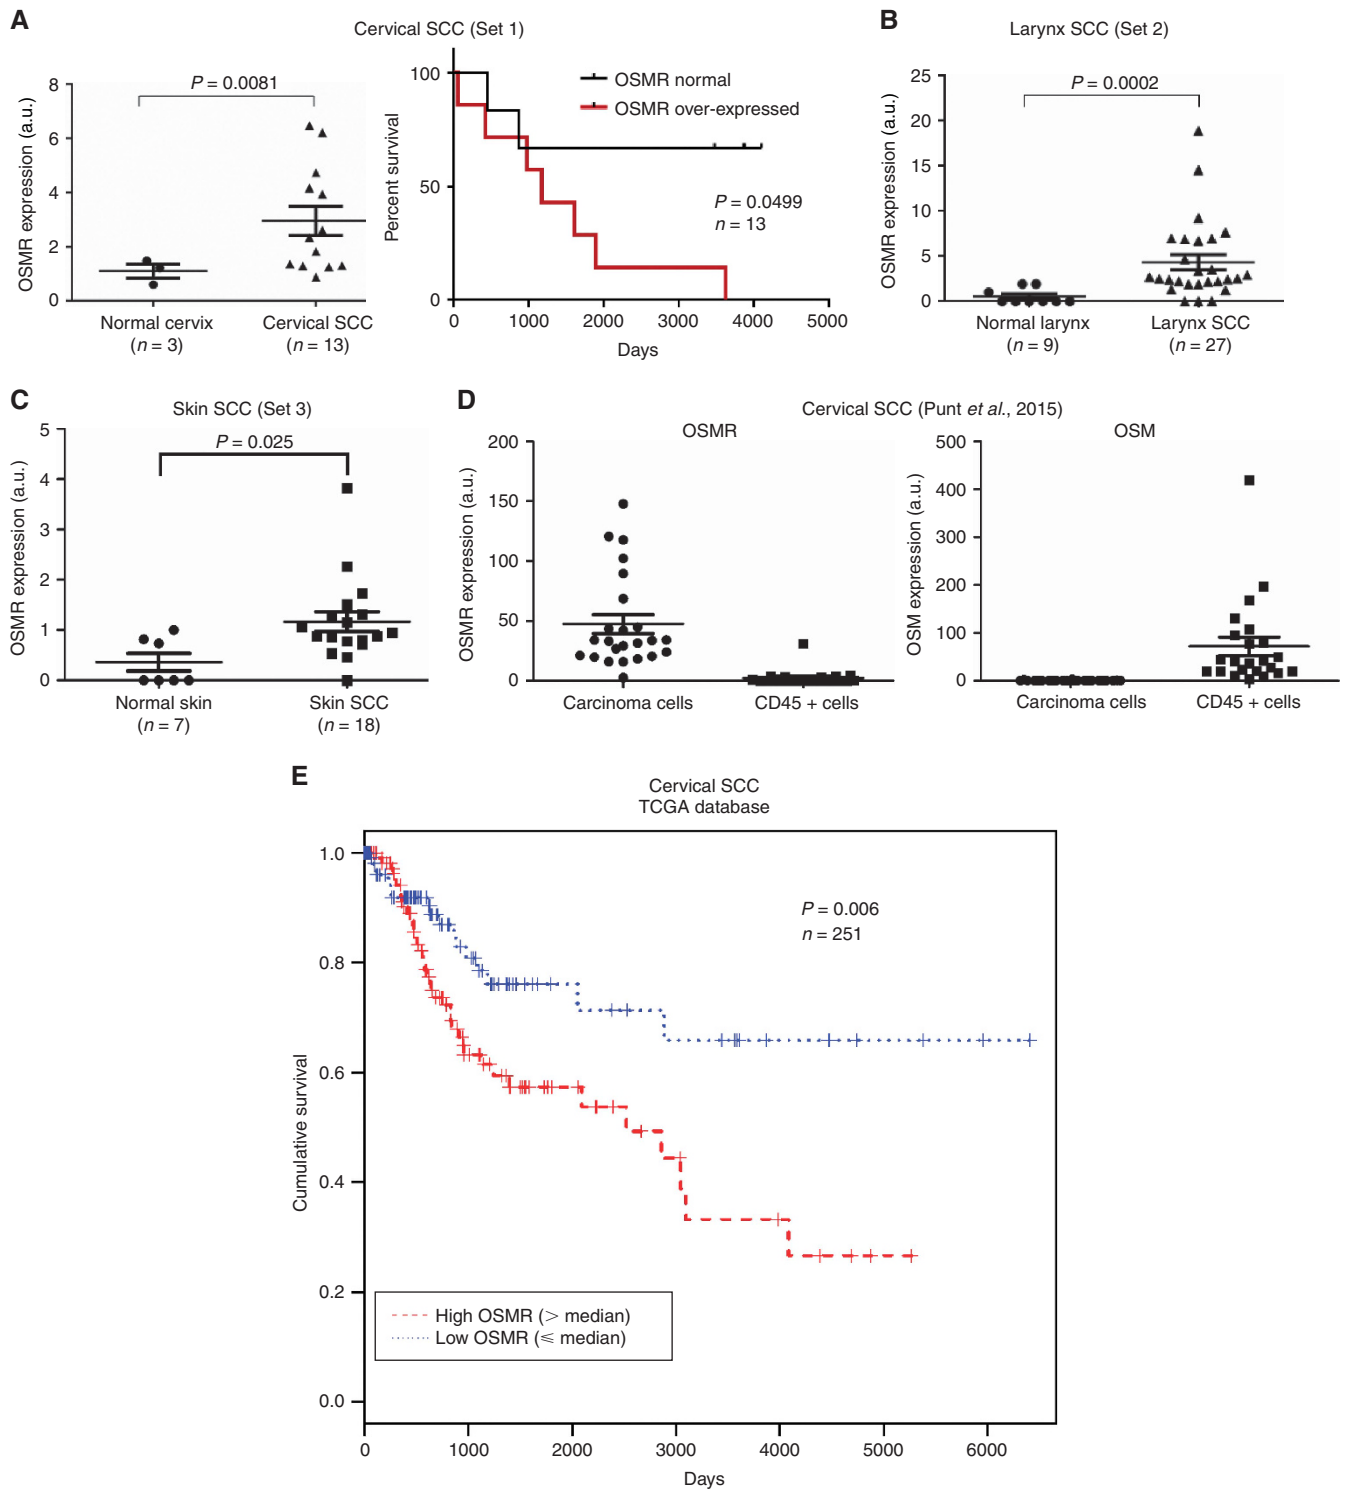 A
Cervical SCC (Set 1)
OSMR expression (a.u.)
8
6
4
2
0
P = 0.0081
Normal cervix
(n = 3)
Cervical SCC
(n = 13)
Percent survival
100
50
0
OSMR normal
OSMR over-expressed
P = 0.0499
n = 13
0 1000 2000 3000 4000 5000
Days
B
Larynx SCC (Set 2)
OSMR expression (a.u.)
25
20
15
10
5
0
P = 0.0002
Normal larynx
(n = 9)
Larynx SCC
(n = 27)
C
Skin SCC (Set 3)
OSMR expression (a.u.)
5
4
3
2
1
0
P = 0.025
Normal skin
(n = 7)
Skin SCC
(n = 18)
D
Cervical SCC (Punt et al., 2015)
OSMR
OSMR expression (a.u.)
200
150
100
50
0
Carcinoma cells
CD45 + cells
OSM
OSM expression (a.u.)
500
400
300
200
100
0
Carcinoma cells
CD45 + cells
E
Cervical SCC
TCGA database
Cumulative survival
1.0
0.8
0.6
0.4
0.2
0.0
P = 0.006
n = 251
High OSMR (> median)
Low OSMR (⩽ median)
0 1000 2000 3000 4000 5000 6000
Days